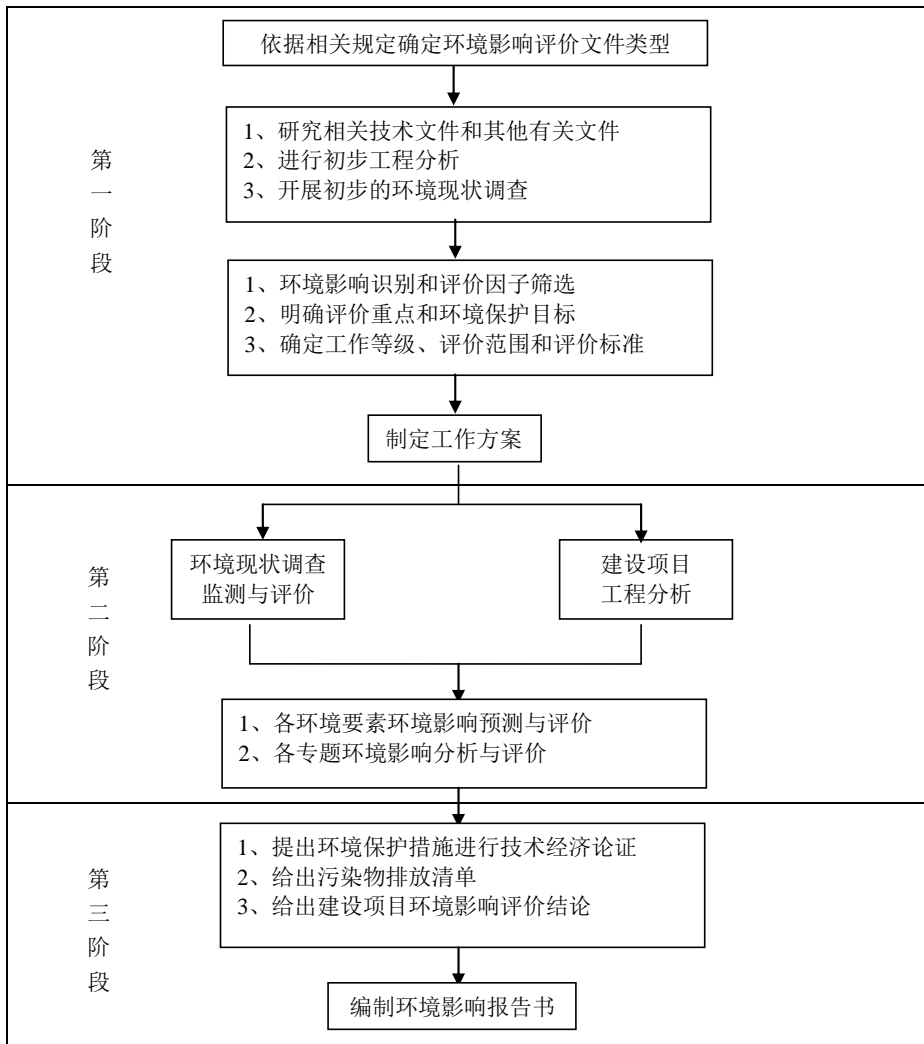 依据相关规定确定环境影响评价文件类型
1、研究相关技术文件和其他有关文件
2、进行初步工程分析
3、开展初步的环境现状调查
第
一
阶
段
1、环境影响识别和评价因子筛选
2、明确评价重点和环境保护目标
3、确定工作等级、评价范围和评价标准
制定工作方案
第
二
阶
段
环境现状调查
监测与评价
建设项目
工程分析
1、各环境要素环境影响预测与评价
2、各专题环境影响分析与评价
第
三
阶
段
1、提出环境保护措施进行技术经济论证
2、给出污染物排放清单
3、给出建设项目环境影响评价结论
编制环境影响报告书